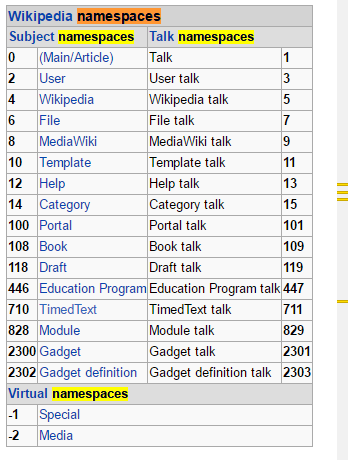 Wikipedia namespaces
Subject namespaces Talk namespaces
0 (Main/Article) Talk 1
2 User User talk 3
4 Wikipedia Wikipedia talk 5
6 File File talk 7
8 MediaWiki MediaWiki talk 9
10 Template Template talk 11
12 Help Help talk 13
14 Category Category talk 15
100 Portal Portal talk 101
108 Book Book talk 109
118 Draft Draft talk 119
446 Education Program Education Program talk 447
710 TimedText TimedText talk 711
828 Module Module talk 829
2300 Gadget Gadget talk 2301
2302 Gadget definition Gadget definition talk 2303
Virtual namespaces
-1 Special
-2 Media